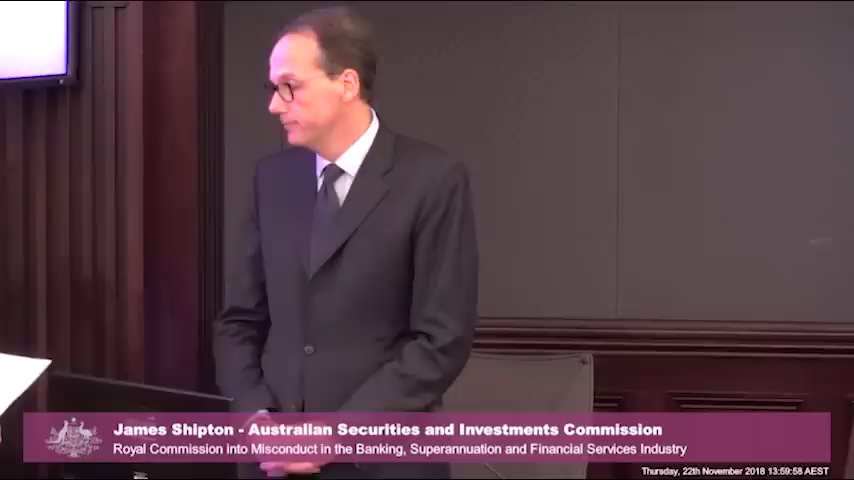 James Shipton - Australian Securities and Investments Commission
Royal Commission into Misconduct in the Banking, Superannuation and Financial Services Industry
Thursday, 22th November 2018 13:59:58 AEST